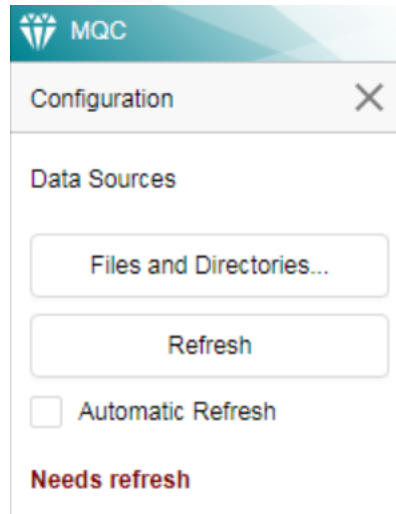 MQC
Configuration
Data Sources
Files and Directories...
Refresh
Automatic Refresh
Needs refresh